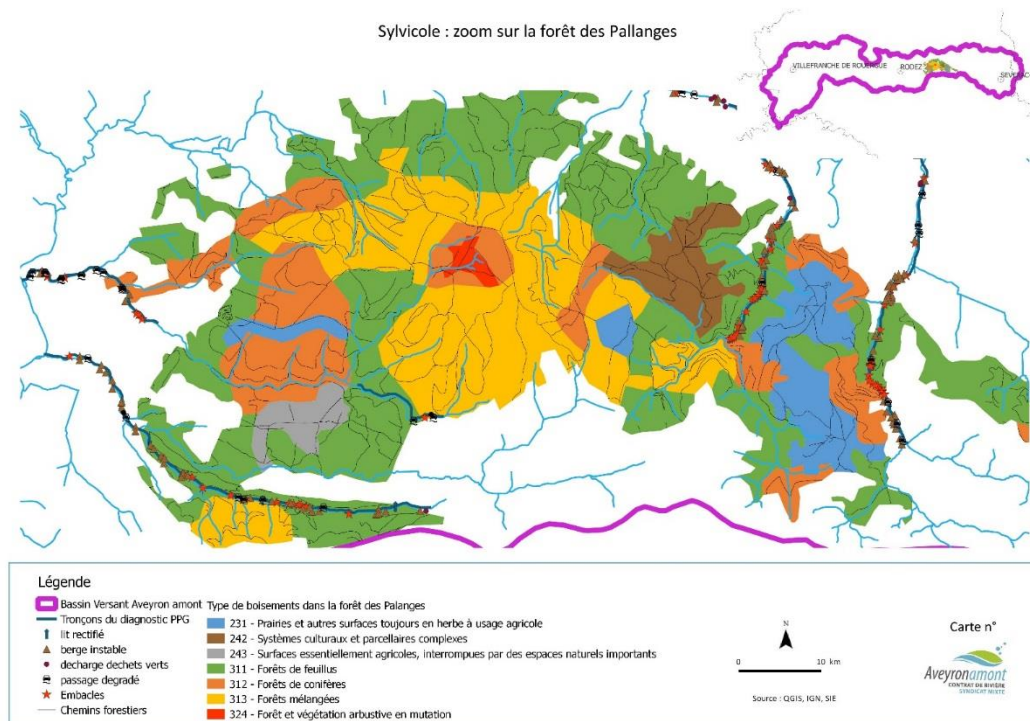 Sylvicole : zoom sur la forêt des Pallanges
VILLEFRANCHE DE ROUERGUE
RODEZ
SEVERAC
Légende
Bassin Versant Aveyron amont
Tronçons du diagnostic PPG
lit rectifié
berge instable
decharge dechets verts
passage degradé
Embacles
Chemins forestiers
Type de boisements dans la forêt des Palanges
231 - Prairies et autres surfaces toujours en herbe à usage agricole
242 - Systèmes culturaux et parcellaires complexes
243 - Surfaces essentiellement agricoles, interrompues par des espaces naturels importants
311 - Forêts de feuillus
312 - Forêts de conifères
313 - Forêts mélangées
324 - Forêt et végétation arbustive en mutation
N
0 10 km
Source : QGIS, IGN, SIE
Carte n°
Aveyronamont
CONTRAT DE RIVIÈRE
SYNDICAT MIXTE